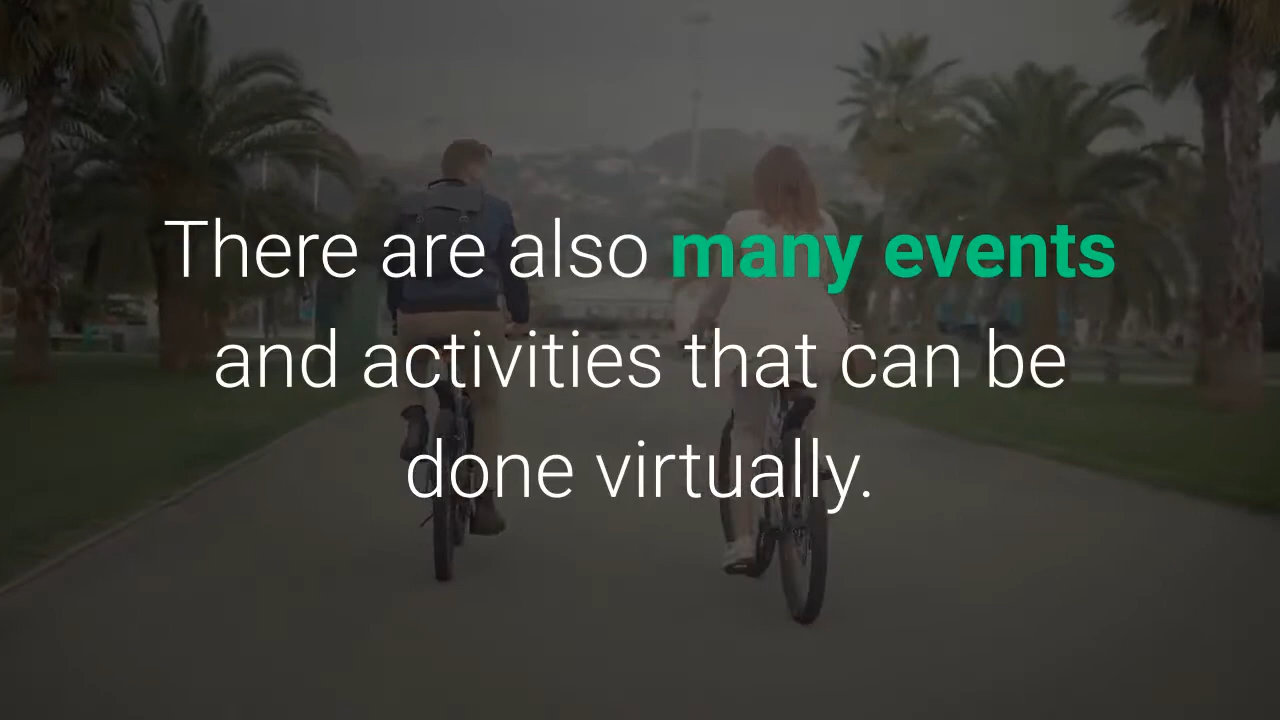 There are also many events
and activities that can be
done virtually.